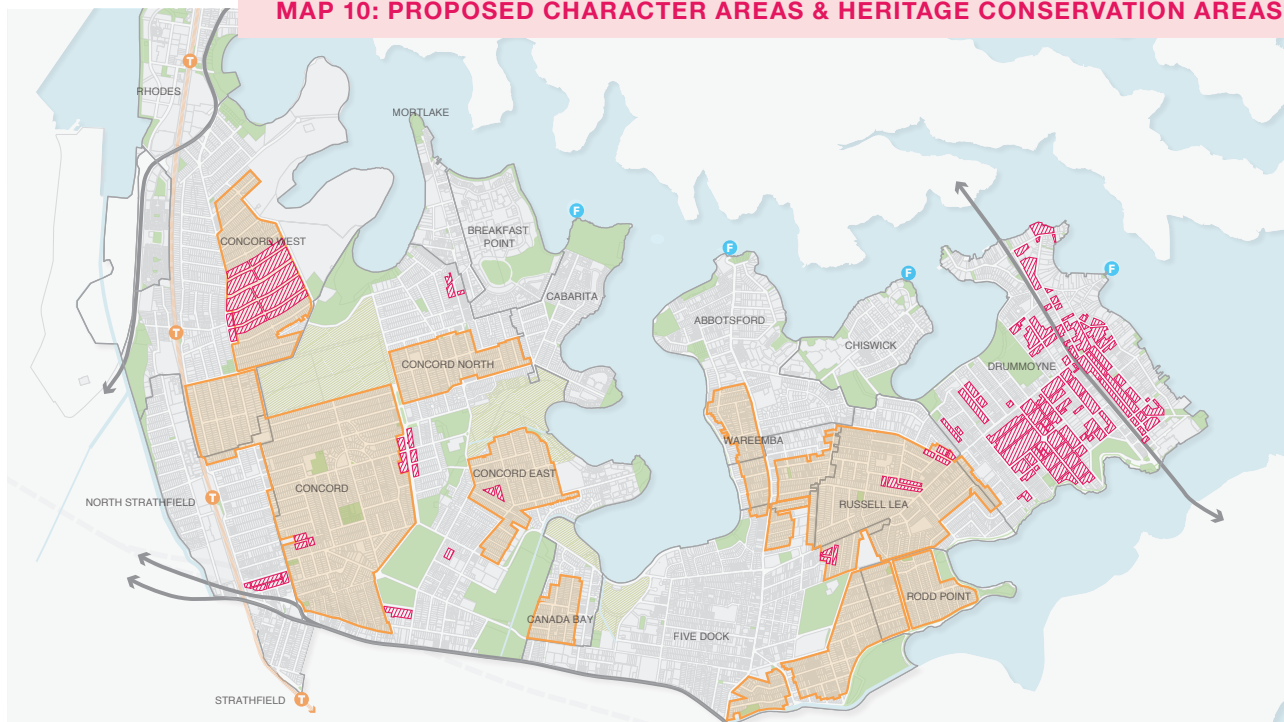 MAP 10: PROPOSED CHARACTER AREAS & HERITAGE CONSERVATION AREAS
T
RHODES
MORTLAKE
F
BREAKFAST
POINT
CONCORD WEST
F
F
F
CABARITA
ABBOTSFORD
T
CHISWICK
CONCORD NORTH
DRUMMOYNE
WAREEMBA
CONCORD EAST
CONCORD
T
NORTH STRATHFIELD
RUSSELL LEA
RODD POINT
CANADA BAY
FIVE DOCK
STRATHFIELD
T